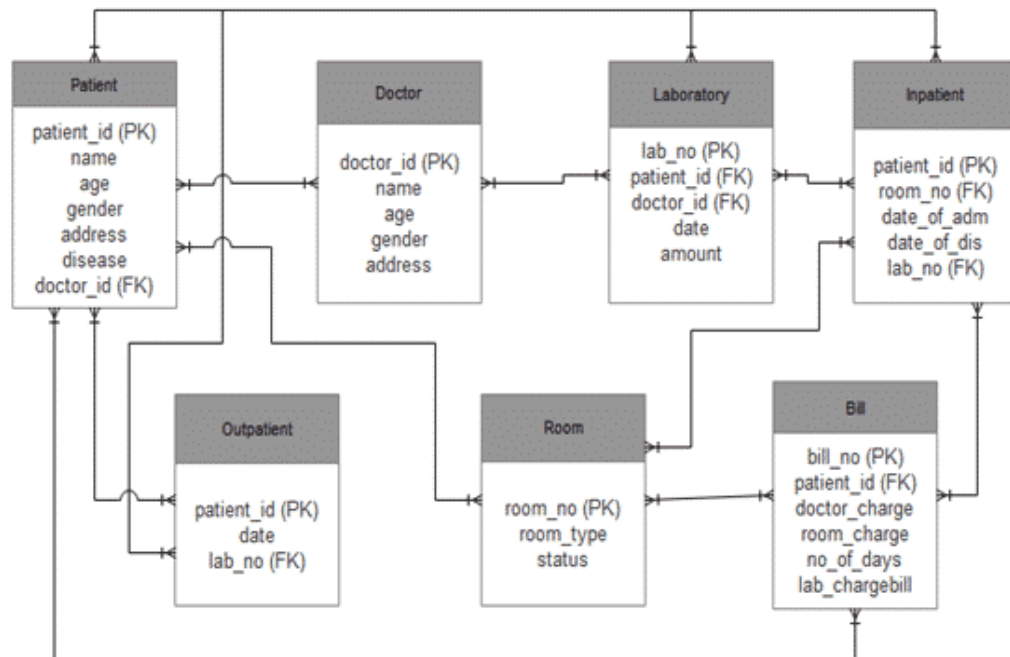 Patient
patient_id (PK)
name
age
gender
address
disease
doctor_id (FK)
Doctor
doctor_id (PK)
name
age
gender
address
Laboratory
lab_no (PK)
patient_id (FK)
doctor_id (FK)
date
amount
Inpatient
patient_id (PK)
room_no (FK)
date_of_adm
date_of_dis
lab_no (FK)
Outpatient
patient_id (PK)
date
lab_no (FK)
Room
room_no (PK)
room_type
status
Bill
bill_no (PK)
patient_id (FK)
doctor_charge
room_charge
no_of_days
lab_chargebill